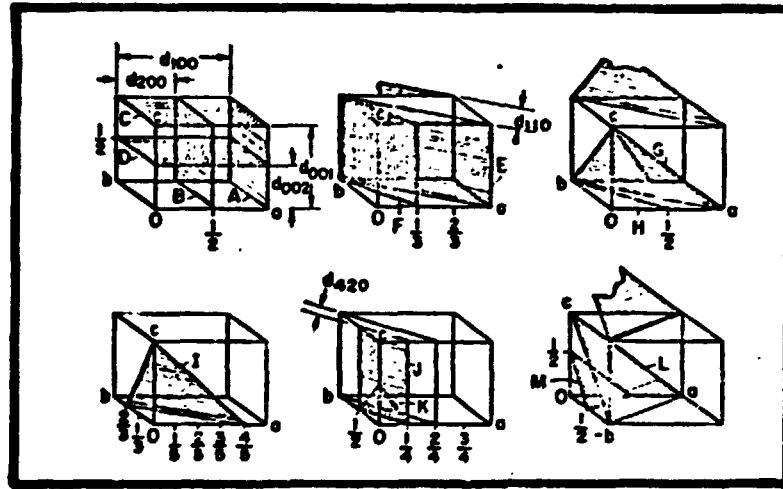 d100
d200
C
c
1/2
D
d001
d002
b
B
A
O
a
1/2
c
d110
E
b
O
F
1/3
2/3
a
c
G
b
a
O
H
1/2
c
I
b
a
1/3
O
1/5
2/5
3/5
4/5
d420
c
J
b
K
a
1/2
O
1/4
2/4
3/4
c
1/2
L
M
O
a
1/2
-b